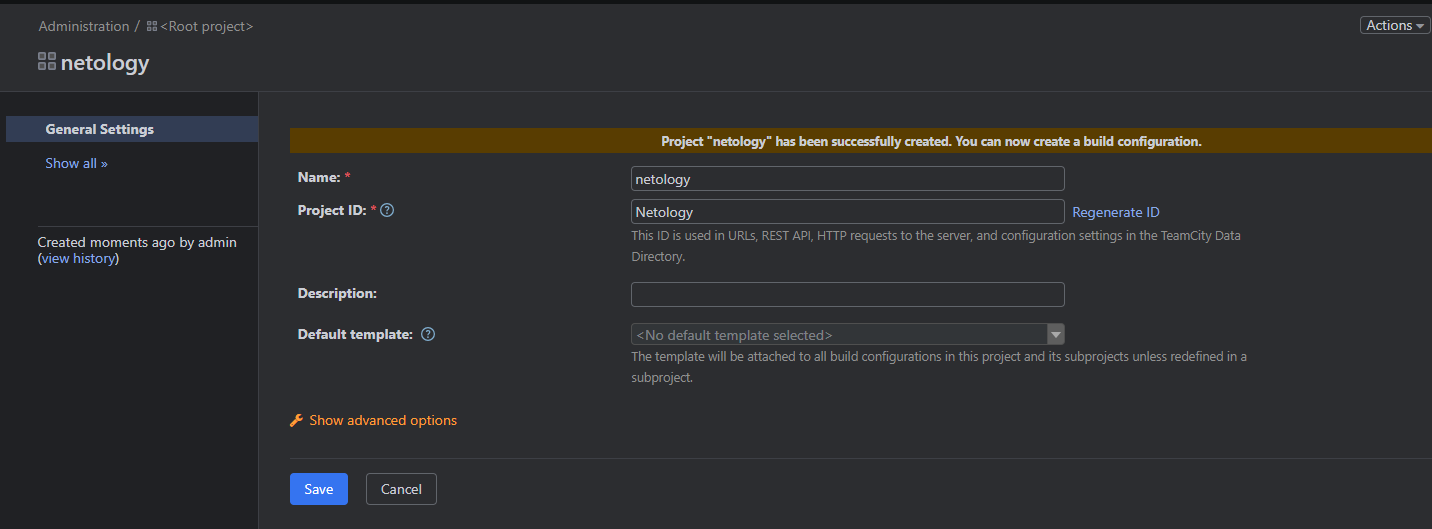 Administration / <Root project>
Actions
netology
General Settings
Show all »
Created moments ago by admin
(view history)
Project "netology" has been successfully created. You can now create a build configuration.
Name: *
netology
Project ID: * ?
Netology
Regenerate ID
This ID is used in URLs, REST API, HTTP requests to the server, and configuration settings in the TeamCity Data
Directory.
Description:
Default template: ?
<No default template selected>
The template will be attached to all build configurations in this project and its subprojects unless redefined in a
subproject.
Show advanced options
Save
Cancel